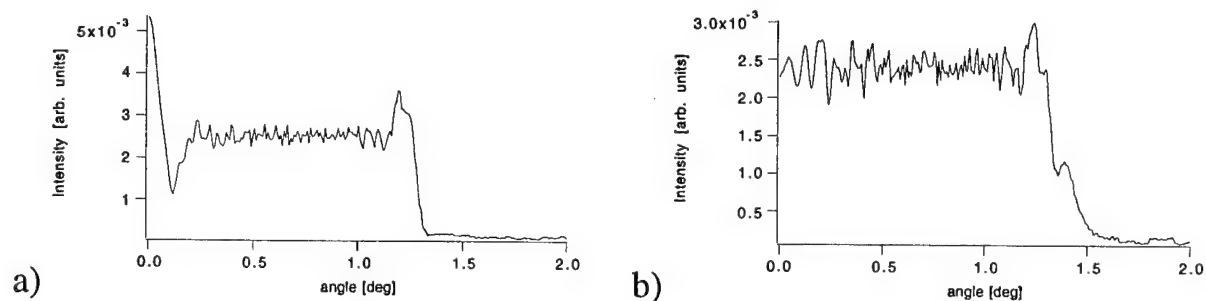 5x10⁻³
4
3
2
1
Intensity [arb. units]
0.0 0.5 1.0 1.5 2.0
angle [deg]
a)
3.0x10⁻³
2.5
2.0
1.5
1.0
0.5
Intensity [arb. units]
0.0 0.5 1.0 1.5 2.0
angle [deg]
b)